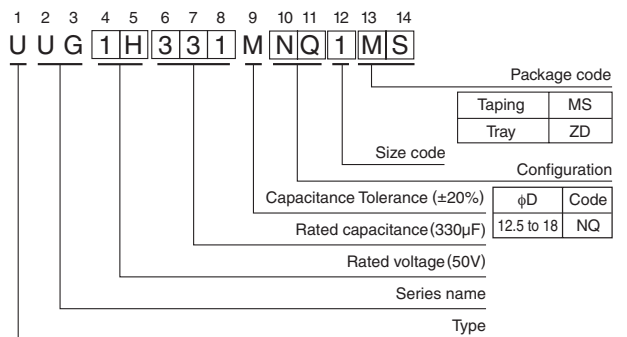 1 2 3 4 5 6 7 8 9 10 11 12 13 14
U U G 1 H 3 3 1 M N Q 1 M S
Package code
Taping MS
Tray ZD
Size code
Configuration
ϕD Code
12.5 to 18 NQ
Capacitance Tolerance (±20%)
Rated capacitance (330µF)
Rated voltage (50V)
Series name
Type